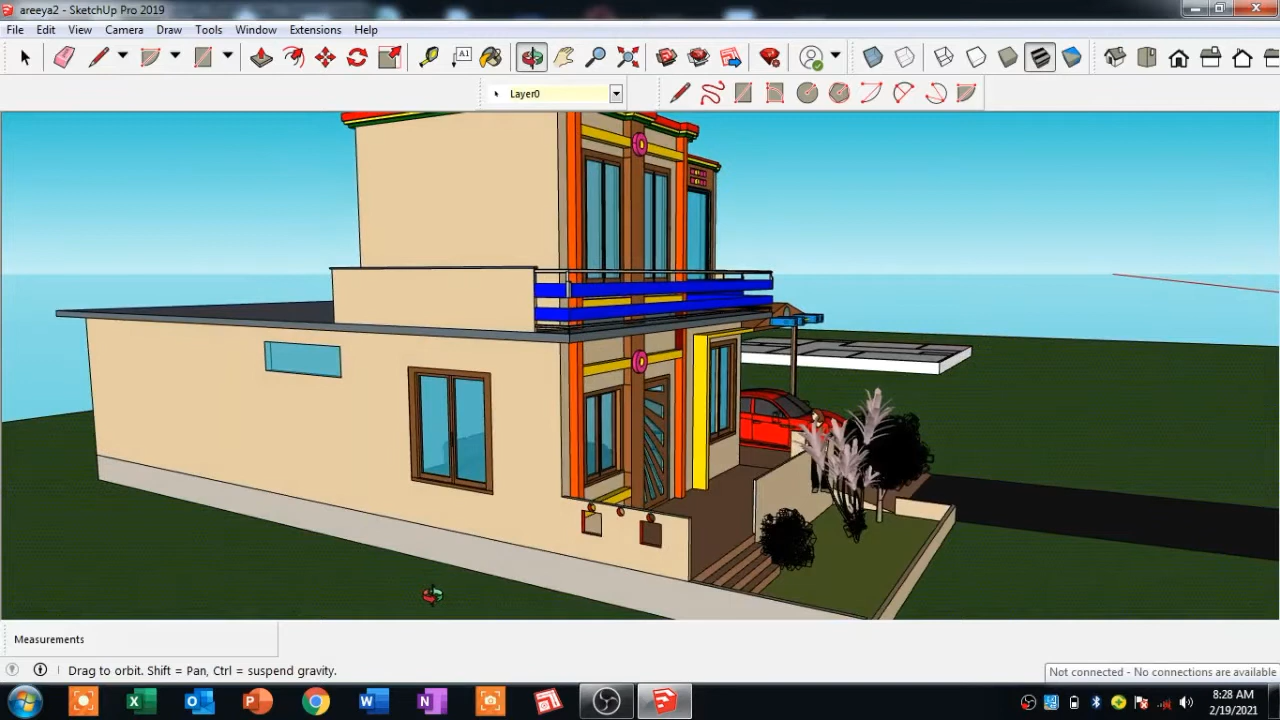 areeya2 - SketchUp Pro 2019
File Edit View Camera Draw Tools Window Extensions Help
A1
Layer0
Measurements
Drag to orbit. Shift = Pan, Ctrl = suspend gravity.
Not connected - No connections are available
8:28 AM
2/19/2021